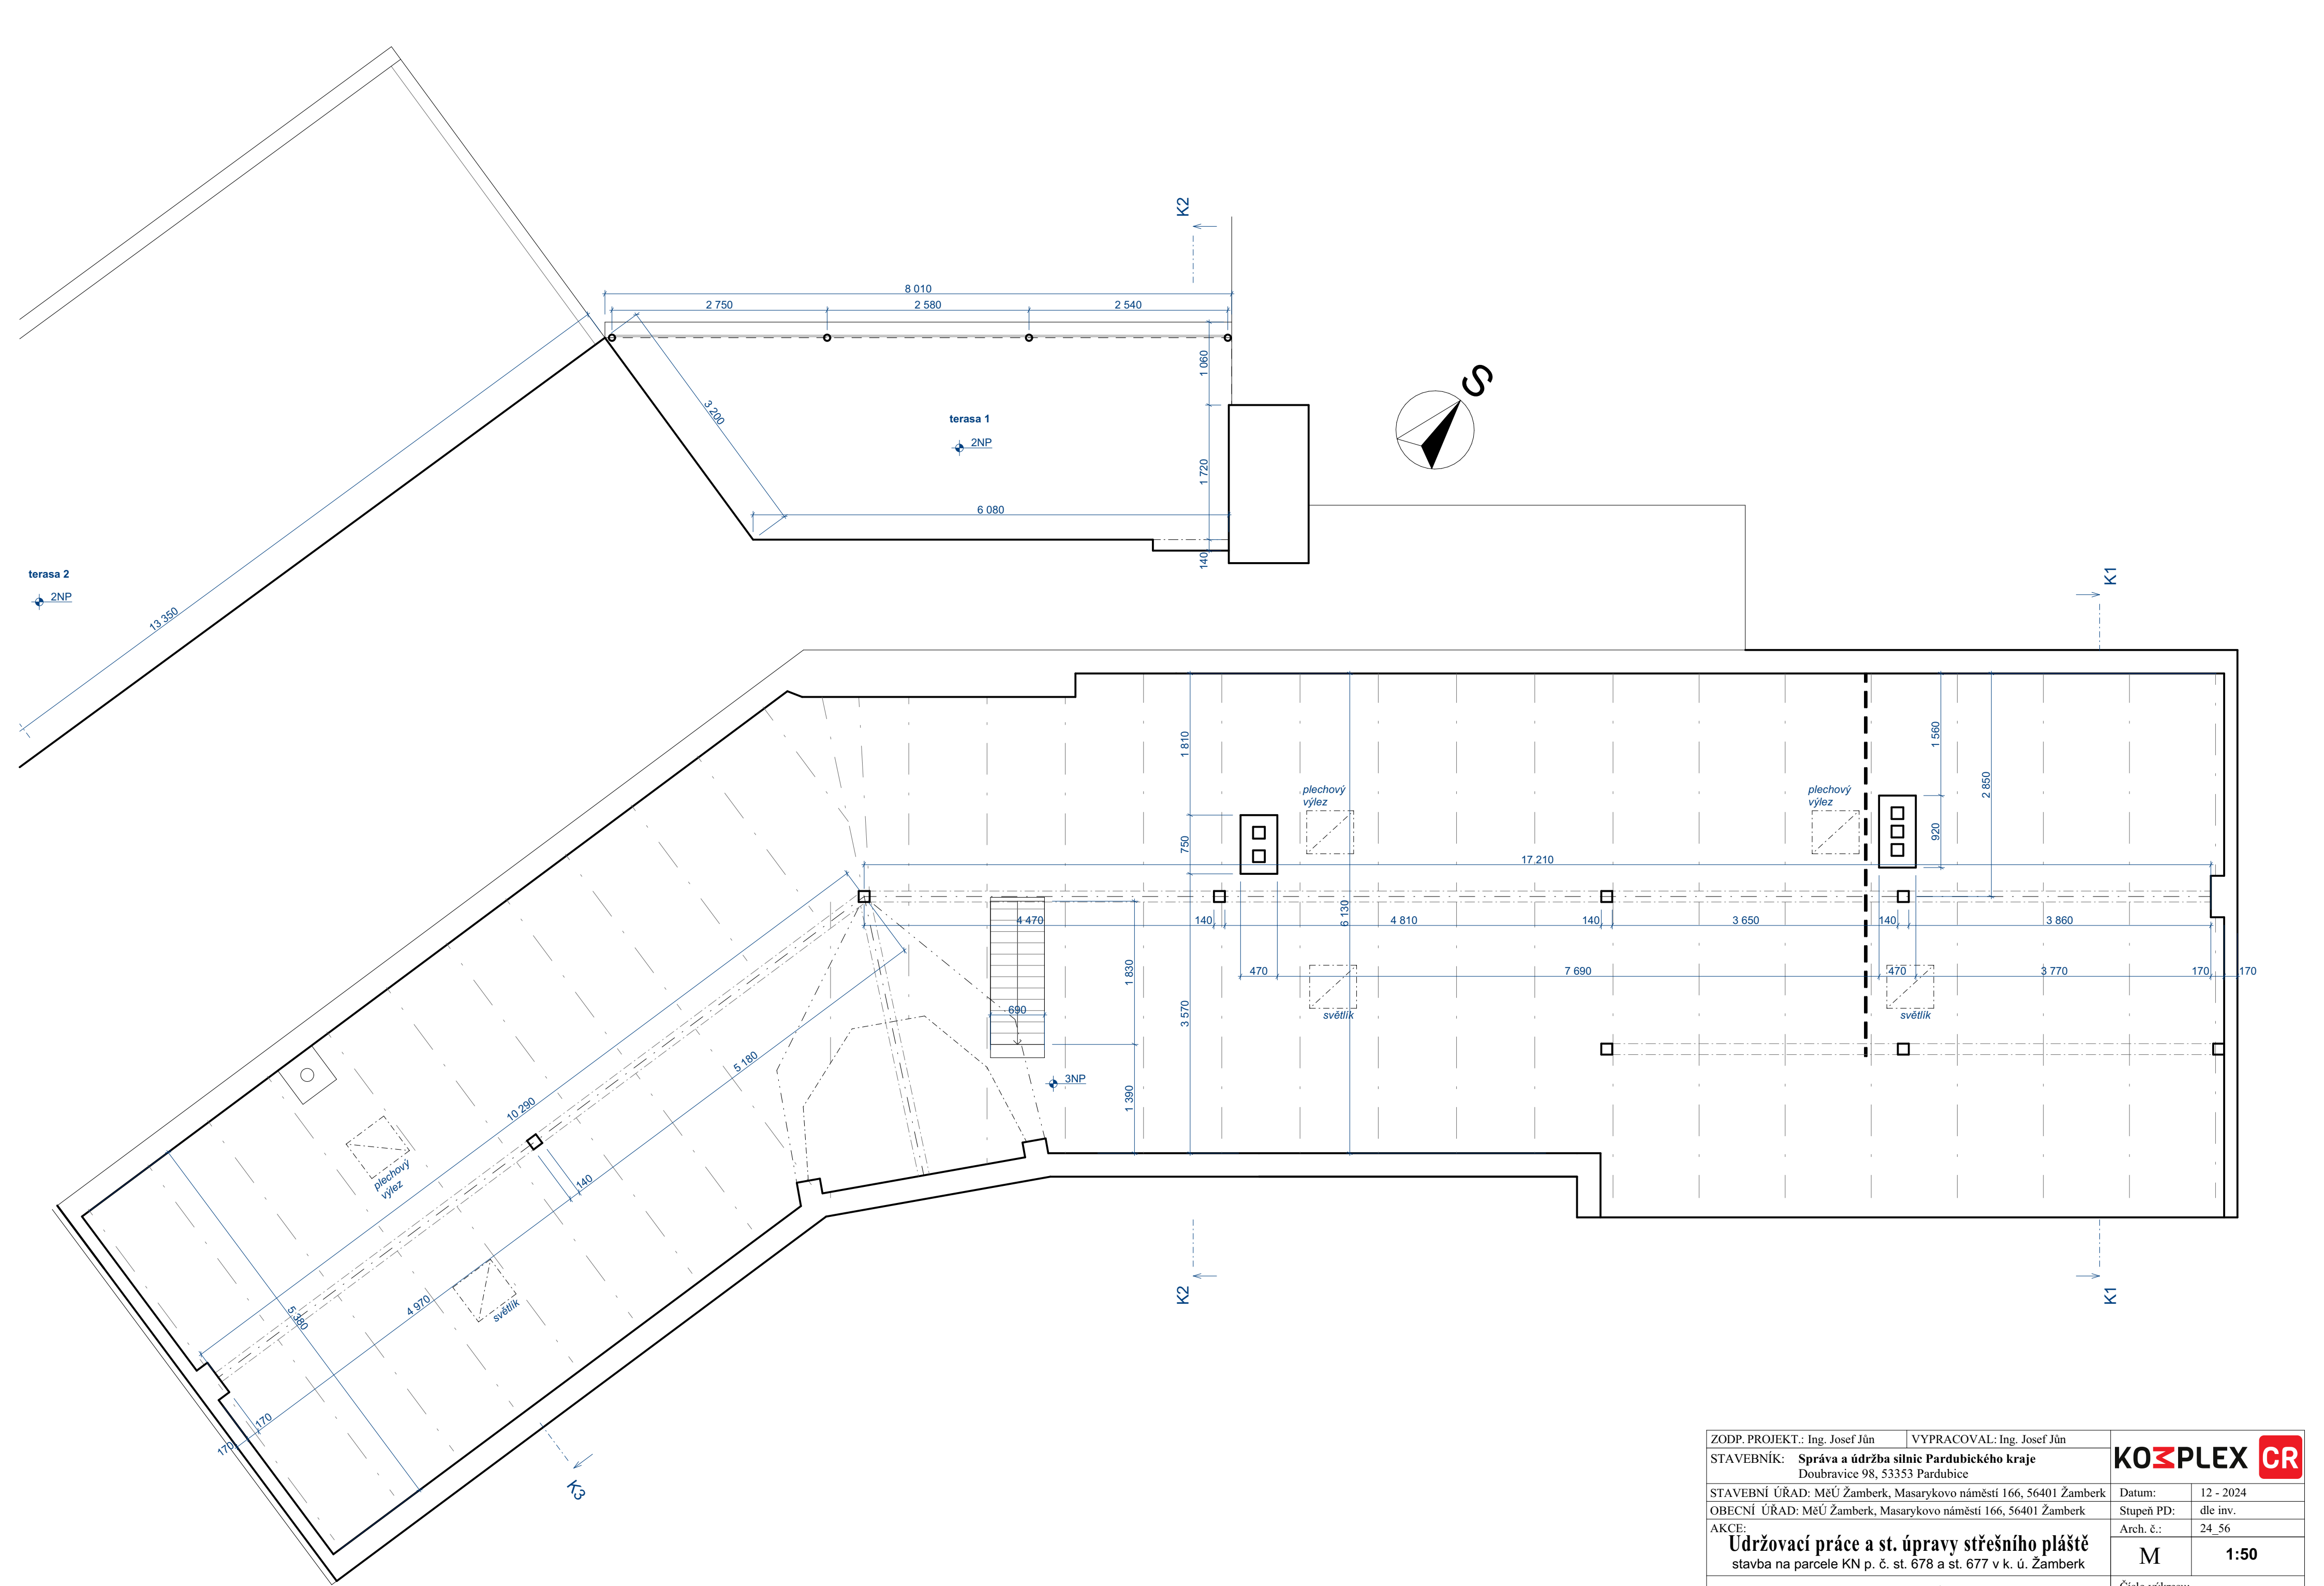 K2
8 010
2 750
2 580
2 540
1 060
3 200
S
terasa 1
2NP
1 720
6 080
140
terasa 2
2NP
13 350
K1
1 810
1 560
2 850
plechový
výlez
plechový
výlez
750
920
17 210
4 470
140
6 130
4 810
140
3 650
140
3 860
1 830
470
7 690
470
3 770
170
170
3 570
690
světlík
světlík
5 180
3NP
1 390
10 290
plechový
výlez
140
5 380
4 970
světlík
K2
K1
170
170
K3
ZODP. PROJEKT.: Ing. Josef Jůn
VYPRACOVAL: Ing. Josef Jůn
KOMPLEX CR
STAVEBNÍK: Správa a údržba silnic Pardubického kraje
Doubravice 98, 53353 Pardubice
STAVEBNÍ ÚŘAD: MěÚ Žamberk, Masarykovo náměstí 166, 56401 Žamberk
Datum: 12 - 2024
OBECNÍ ÚŘAD: MěÚ Žamberk, Masarykovo náměstí 166, 56401 Žamberk
Stupeň PD: dle inv.
AKCE:
Arch. č.: 24_56
Udržovací práce a st. úpravy střešního pláště
stavba na parcele KN p. č. st. 678 a st. 677 v k. ú. Žamberk
M 1:50